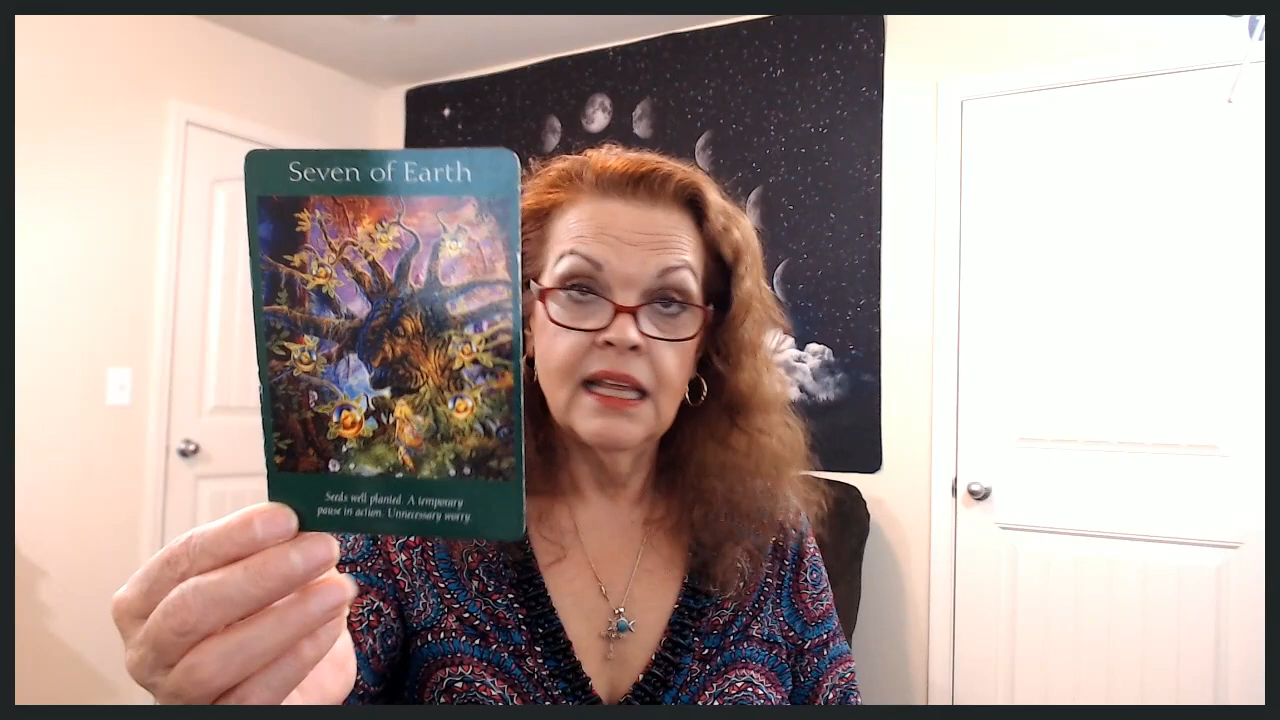 Seven of Earth
Seeds well planted. A temporary
pause in action. Unnecessary worry.